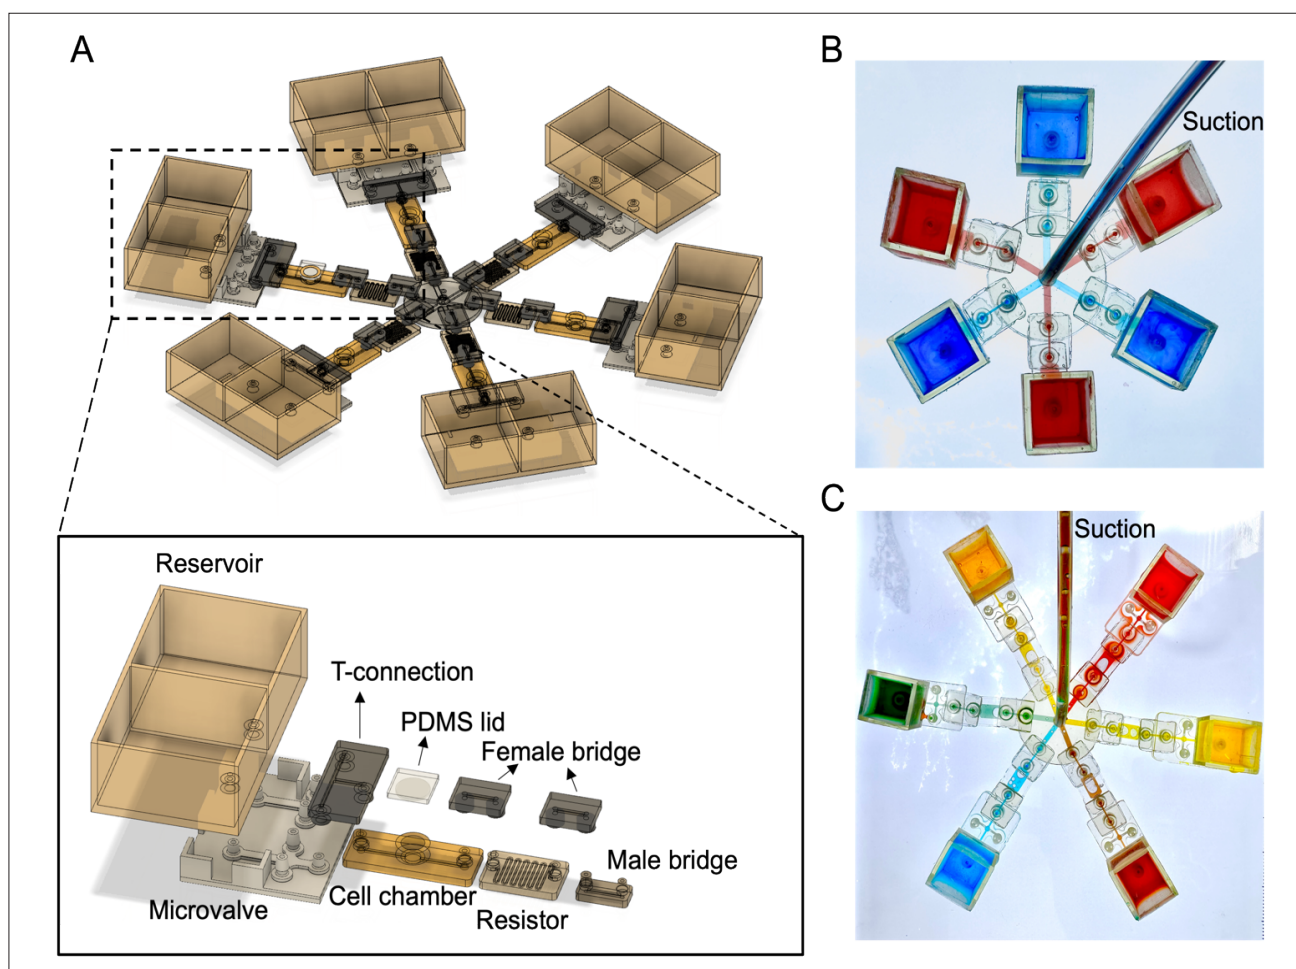 A
B
Suction
C
Suction
Reservoir
T-connection
PDMS lid
Female bridge
Male bridge
Cell chamber
Resistor
Microvalve